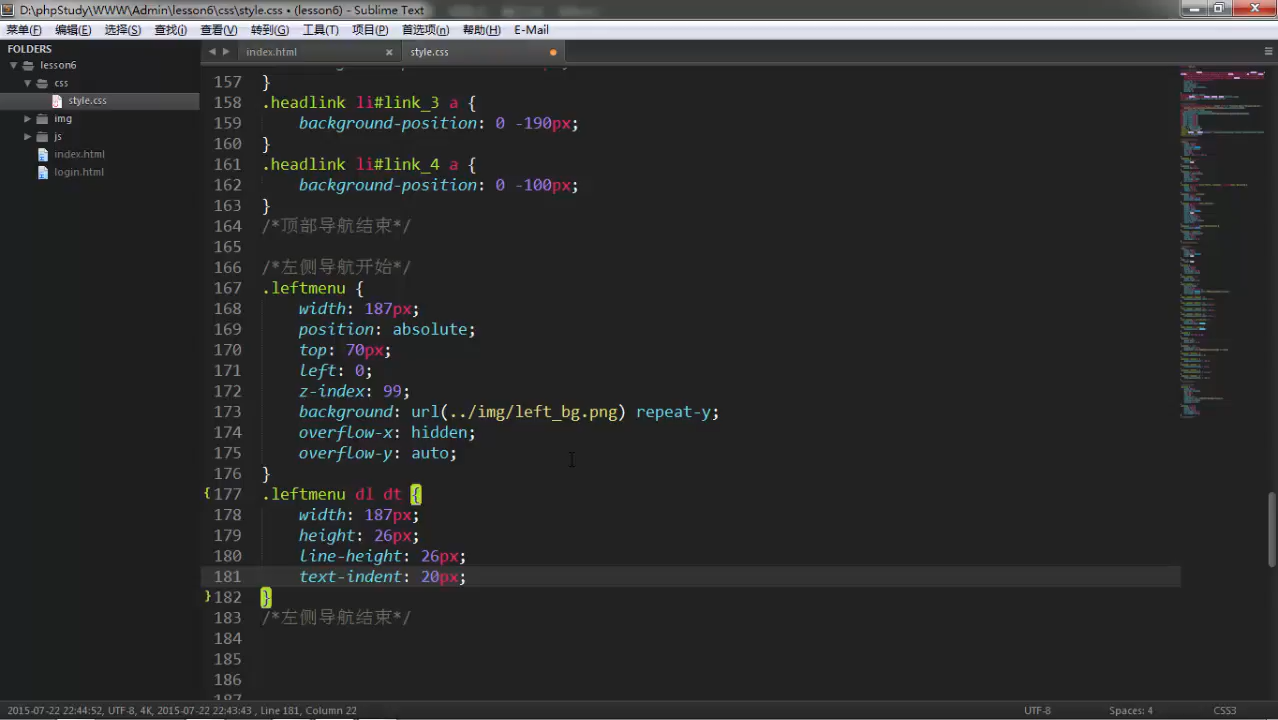 D:\phpStudy\WWW\Admin\lesson6\css\style.css • (lesson6) - Sublime Text
菜单(F) 编辑(E) 选择(S) 查找(I) 查看(V) 转到(G) 工具(T) 项目(P) 首选项(N) 帮助(H) E-Mail
FOLDERS
lesson6
css
style.css
img
js
index.html
login.html
index.html
style.css
157 }
158 .headlink li#link_3 a {
159 background-position: 0 -190px;
160 }
161 .headlink li#link_4 a {
162 background-position: 0 -100px;
163 }
164 /*顶部导航结束*/
165
166 /*左侧导航开始*/
167 .leftmenu {
168 width: 187px;
169 position: absolute;
170 top: 70px;
171 left: 0;
172 z-index: 99;
173 background: url(../img/left_bg.png) repeat-y;
174 overflow-x: hidden;
175 overflow-y: auto;
176 }
177 .leftmenu dl dt {
178 width: 187px;
179 height: 26px;
180 line-height: 26px;
181 text-indent: 20px;
182 }
183 /*左侧导航结束*/
184
185
186
2015-07-22 22:44:52, UTF-8, 4K, 2015-07-22 22:43:43 , Line 181, Column 22
UTF-8
Spaces: 4
CSS3